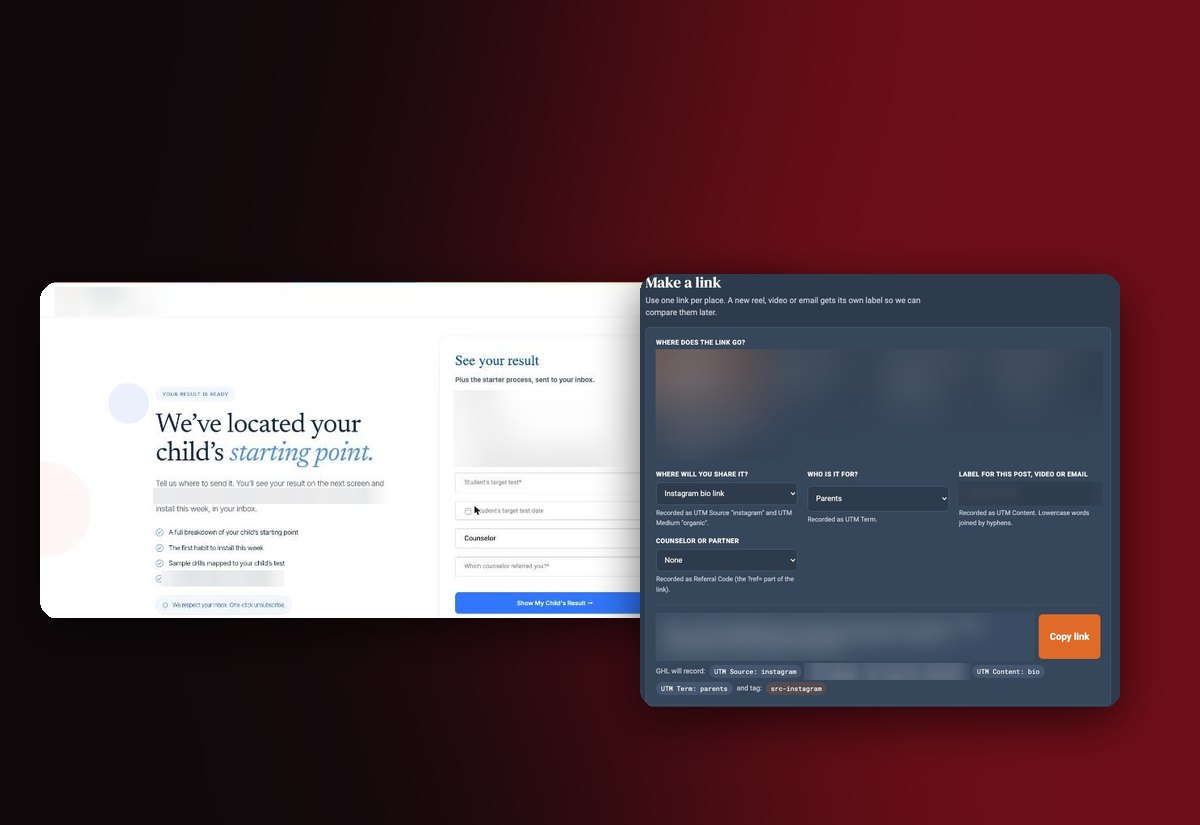 YOUR RESULT IS READY
We've located your
child's starting point.
Tell us where to send it. You'll see your result on the next screen and
install this week, in your inbox.
A full breakdown of your child's starting point
The first habit to install this week
Sample drills mapped to your child's test
We respect your inbox. One-click unsubscribe.
See your result
Plus the starter process, sent to your inbox.
Student's target test*
udent's target test date
Counselor
Which counselor referred you?*
Show My Child's Result →
Make a link
Use one link per place. A new reel, video or email gets its own label so we can
compare them later.
WHERE DOES THE LINK GO?
WHERE WILL YOU SHARE IT?
Instagram bio link
Recorded as UTM Source "instagram" and UTM
Medium "organic".
WHO IS IT FOR?
Parents
Recorded as UTM Term.
LABEL FOR THIS POST, VIDEO OR EMAIL
Recorded as UTM Content. Lowercase words
joined by hyphens.
COUNSELOR OR PARTNER
None
Recorded as Referral Code (the ?ref= part of the
link).
Copy link
GHL will record: UTM Source: instagram UTM Content: bio
UTM Term: parents and tag: src-instagram